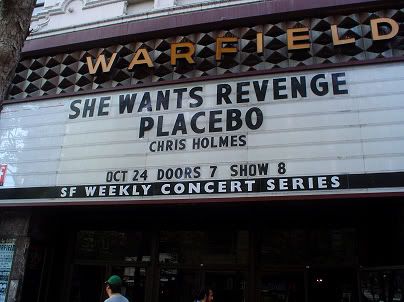 WARFIELD
SHE WANTS REVENGE
PLACEBO
CHRIS HOLMES
OCT 24 DOORS 7 SHOW 8
SF WEEKLY CONCERT SERIES